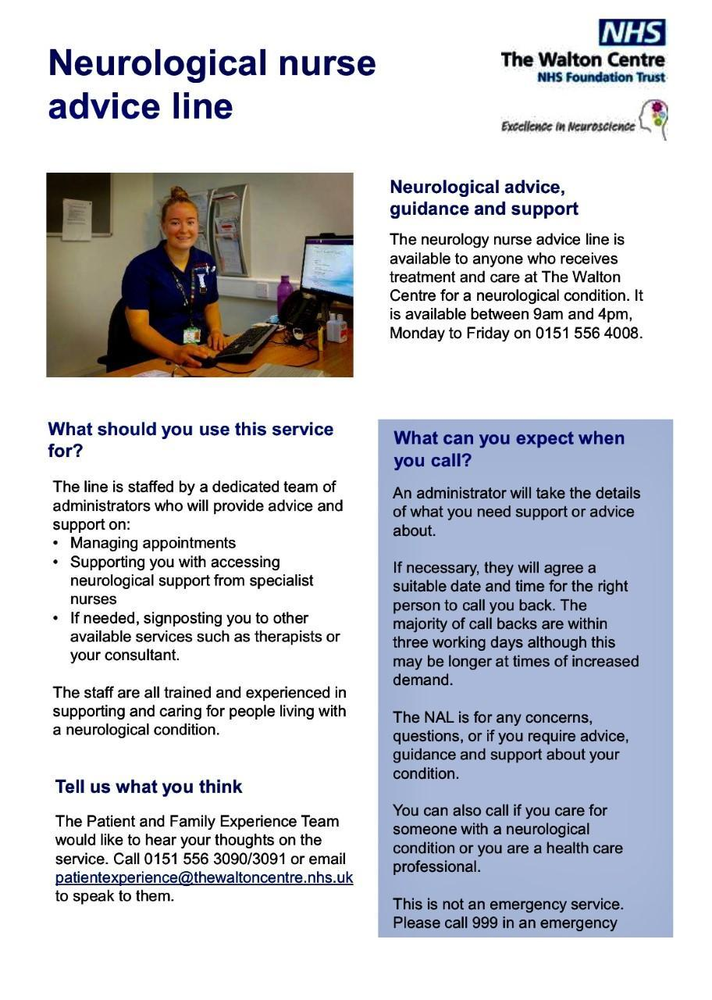 Neurological nurse
advice line
NHS
The Walton Centre
NHS Foundation Trust
Excellence in Neuroscience
Neurological advice,
guidance and support
The neurology nurse advice line is
available to anyone who receives
treatment and care at The Walton
Centre for a neurological condition. It
is available between 9am and 4pm,
Monday to Friday on 0151 556 4008.
What should you use this service
for?
The line is staffed by a dedicated team of
administrators who will provide advice and
support on:
• Managing appointments
• Supporting you with accessing
neurological support from specialist
nurses
• If needed, signposting you to other
available services such as therapists or
your consultant.
The staff are all trained and experienced in
supporting and caring for people living with
a neurological condition.
Tell us what you think
The Patient and Family Experience Team
would like to hear your thoughts on the
service. Call 0151 556 3090/3091 or email
patientexperience@thewaltoncentre.nhs.uk
to speak to them.
What can you expect when
you call?
An administrator will take the details
of what you need support or advice
about.
If necessary, they will agree a
suitable date and time for the right
person to call you back. The
majority of call backs are within
three working days although this
may be longer at times of increased
demand.
The NAL is for any concerns,
questions, or if you require advice,
guidance and support about your
condition.
You can also call if you care for
someone with a neurological
condition or you are a health care
professional.
This is not an emergency service.
Please call 999 in an emergency